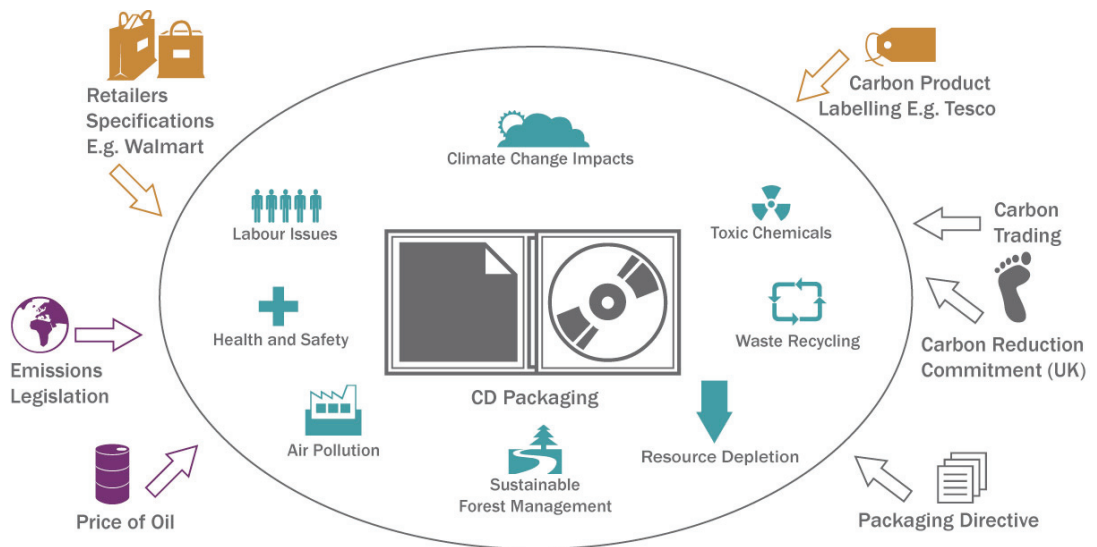 Retailers
Specifications
E.g. Walmart
Carbon Product
Labelling E.g. Tesco
Climate Change Impacts
Labour Issues
Toxic Chemicals
Carbon
Trading
Health and Safety
Waste Recycling
Emissions
Legislation
Carbon Reduction
Commitment (UK)
CD Packaging
Air Pollution
Resource Depletion
Sustainable
Forest Management
Price of Oil
Packaging Directive